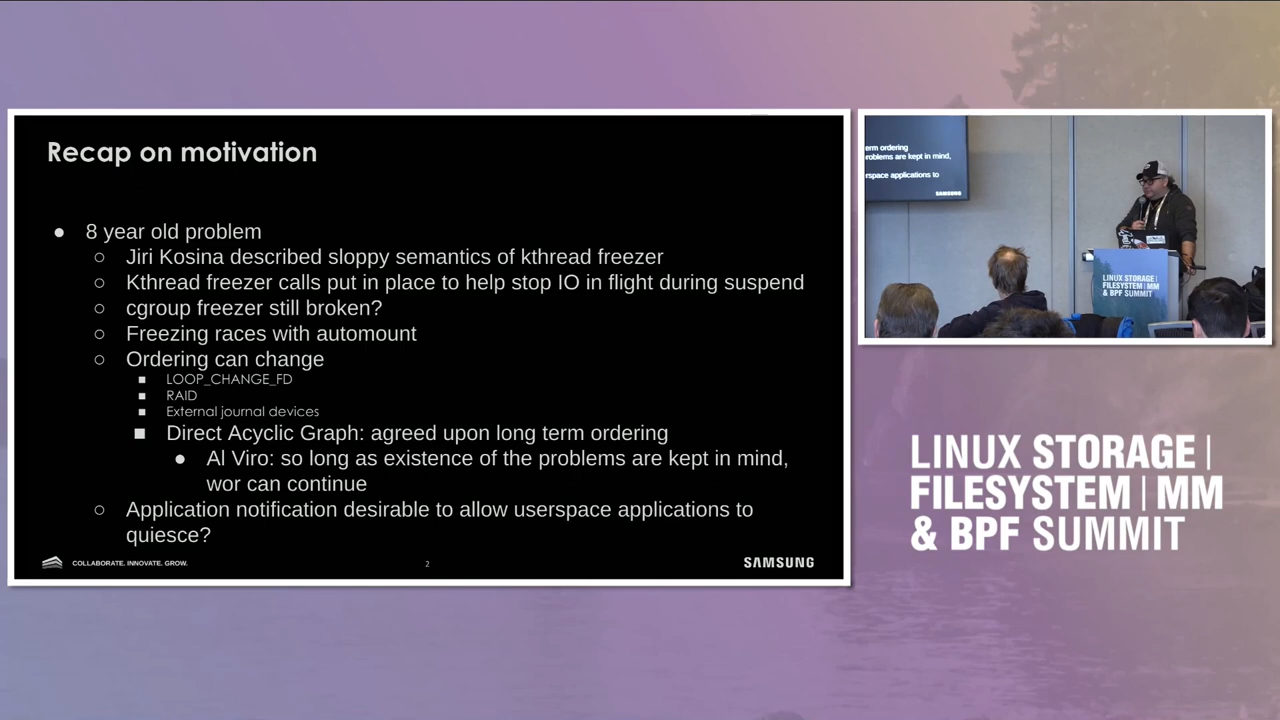 Recap on motivation
8 year old problem
Jiri Kosina described sloppy semantics of kthread freezer
Kthread freezer calls put in place to help stop IO in flight during suspend
cgroup freezer still broken?
Freezing races with automount
Ordering can change
LOOP_CHANGE_FD
RAID
External journal devices
Direct Acyclic Graph: agreed upon long term ordering
Al Viro: so long as existence of the problems are kept in mind,
wor can continue
Application notification desirable to allow userspace applications to
quiesce?
COLLABORATE. INNOVATE. GROW.
2
SAMSUNG
erm ordering
roblems are kept in mind,
rspace applications to
SAMSUNG
LINUX STORAGE |
FILESYSTEM | MM
& BPF SUMMIT
LINUX STORAGE |
FILESYSTEM | MM
& BPF SUMMIT